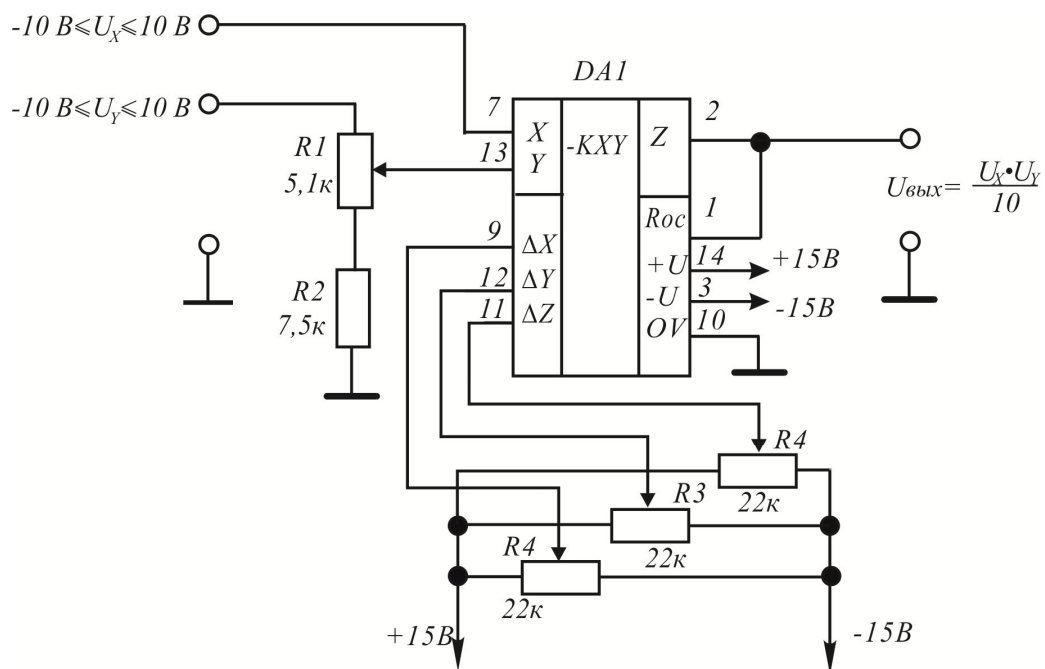 -10 В≤U_X≤10 В
-10 В≤U_Y≤10 В
R1
5,1к
R2
7,5к
DA1
7
13
9
12
11
X
Y
ΔX
ΔY
ΔZ
-KXY
Z
Roc
+U
-U
OV
2
1
14
3
10
+15В
-15В
Uвых= U_X•U_Y
10
R4
22к
R3
22к
R4
22к
+15В
-15В